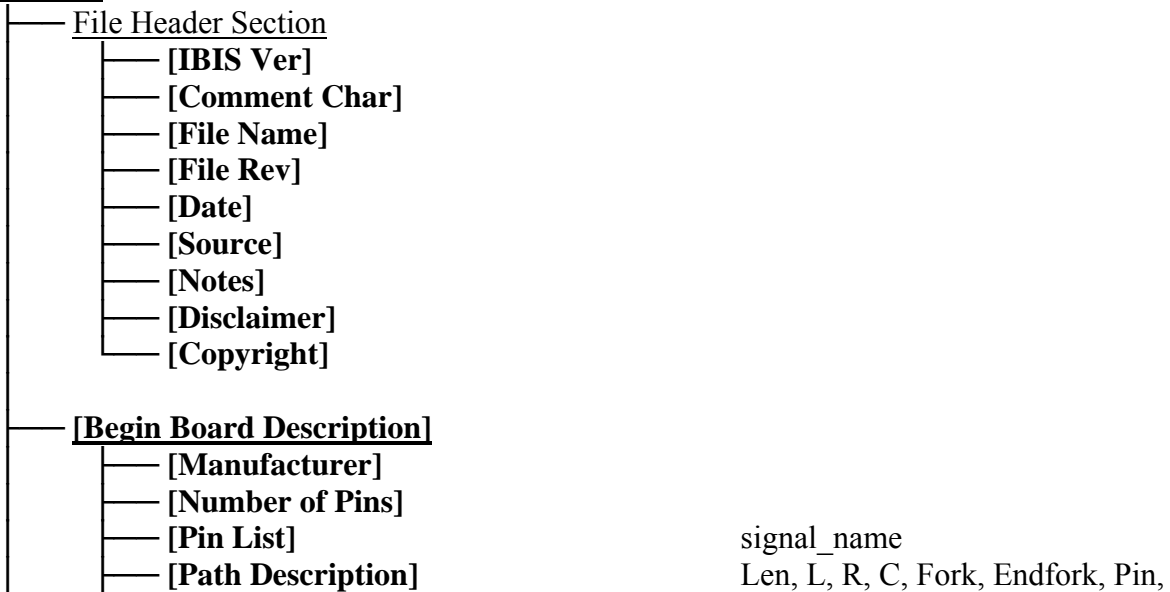 File Header Section
[IBIS Ver]
[Comment Char]
[File Name]
[File Rev]
[Date]
[Source]
[Notes]
[Disclaimer]
[Copyright]
[Begin Board Description]
[Manufacturer]
[Number of Pins]
[Pin List] signal_name
[Path Description] Len, L, R, C, Fork, Endfork, Pin,